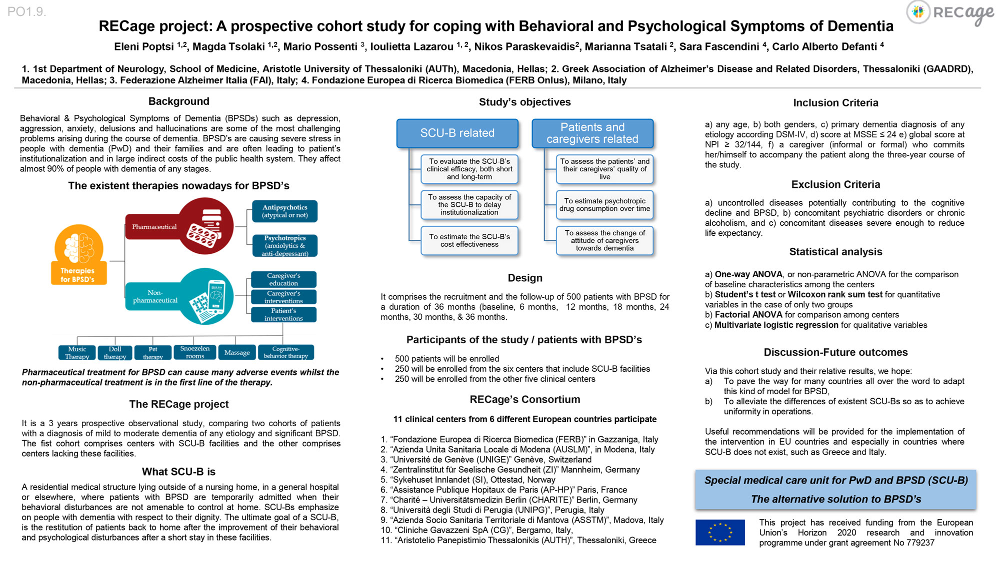 PO1.9.
RECage
RECage project: A prospective cohort study for coping with Behavioral and Psychological Symptoms of Dementia
Eleni Poptsi 1,2, Magda Tsolaki 1,2, Mario Possenti 3, Ioulietta Lazarou 1, 2, Nikos Paraskevaidis2, Marianna Tsatali 2, Sara Fascendini 4, Carlo Alberto Defanti 4
1. 1st Department of Neurology, School of Medicine, Aristotle University of Thessaloniki (AUTh), Macedonia, Hellas; 2. Greek Association of Alzheimer's Disease and Related Disorders, Thessaloniki (GAADRD),
Macedonia, Hellas; 3. Federazione Alzheimer Italia (FAI), Italy; 4. Fondazione Europea di Ricerca Biomedica (FERB Onlus), Milano, Italy
Background
Behavioral & Psychological Symptoms of Dementia (BPSDs) such as depression,
aggression, anxiety, delusions and hallucinations are some of the most challenging
problems arising during the course of dementia. BPSD's are causing severe stress in
people with dementia (PwD) and their families and are often leading to patient's
institutionalization and in large indirect costs of the public health system. They affect
almost 90% of people with dementia of any stages.
The existent therapies nowadays for BPSD's
Therapies
for BPSD's
Pharmaceutical
Antipsychotics
(atypical or not)
Psychotropics
(anxiolytics &
anti-depressant)
Non-
pharmaceutical
Caregiver's
education
Caregiver's
interventions
Patient's
interventions
Music
Therapy
Doll
therapy
Pet
therapy
Snoezelen
rooms
Massage
Cognitive-
behavior therapy
Pharmaceutical treatment for BPSD can cause many adverse events whilst the
non-pharmaceutical treatment is in the first line of the therapy.
The RECage project
It is a 3 years prospective observational study, comparing two cohorts of patients
with a diagnosis of mild to moderate dementia of any etiology and significant BPSD.
The fist cohort comprises centers with SCU-B facilities and the other comprises
centers lacking these facilities.
What SCU-B is
A residential medical structure lying outside of a nursing home, in a general hospital
or elsewhere, where patients with BPSD are temporarily admitted when their
behavioral disturbances are not amenable to control at home. SCU-Bs emphasize
on people with dementia with respect to their dignity. The ultimate goal of a SCU-B,
is the restitution of patients back to home after the improvement of their behavioral
and psychological disturbances after a short stay in these facilities.
Study's objectives
SCU-B related
To evaluate the SCU-B's
clinical efficacy, both short
and long-term
To assess the capacity of
the SCU-B to delay
institutionalization
To estimate the SCU-B's
cost effectiveness
Patients and
caregivers related
To assess the patients' and
their caregivers' quality of
live
To estimate psychotropic
drug consumption over time
To assess the change of
attitude of caregivers
towards dementia
Design
It comprises the recruitment and the follow-up of 500 patients with BPSD for
a duration of 36 months (baseline, 6 months, 12 months, 18 months, 24
months, 30 months, & 36 months.
Participants of the study / patients with BPSD's
• 500 patients will be enrolled
• 250 will be enrolled from the six centers that include SCU-B facilities
• 250 will be enrolled from the other five clinical centers
RECage's Consortium
11 clinical centers from 6 different European countries participate
1. “Fondazione Europea di Ricerca Biomedica (FERB)” in Gazzaniga, Italy
2. “Azienda Unita Sanitaria Locale di Modena (AUSLM)”, in Modena, Italy
3. “Université de Genève (UNIGE)” Genève, Switzerland
4. “Zentralinstitut für Seelische Gesundheit (ZI)” Mannheim, Germany
5. “Sykehuset Innlandet (SI), Ottestad, Norway
6. “Assistance Publique Hopitaux de Paris (AP-HP)” Paris, France
7. “Charité – Universitätsmedizin Berlin (CHARITE)” Berlin, Germany
8. “Università degli Studi di Perugia (UNIPG)”, Perugia, Italy
9. “Azienda Socio Sanitaria Territoriale di Mantova (ASSTM)”, Madova, Italy
10. “Cliniche Gavazzeni SpA (CG)”, Bergamo, Italy,
11. “Aristotelio Panepistimio Thessalonikis (AUTH)”, Thessaloniki, Greece
Inclusion Criteria
a) any age, b) both genders, c) primary dementia diagnosis of any
etiology according DSM-IV, d) score at MSSE ≤ 24 e) global score at
NPI ≥ 32/144, f) a caregiver (informal or formal) who commits
her/himself to accompany the patient along the three-year course of
the study.
Exclusion Criteria
a) uncontrolled diseases potentially contributing to the cognitive
decline and BPSD, b) concomitant psychiatric disorders or chronic
alcoholism, and c) concomitant diseases severe enough to reduce
life expectancy.
Statistical analysis
a) One-way ANOVA, or non-parametric ANOVA for the comparison
of baseline characteristics among the centers
b) Student's t test or Wilcoxon rank sum test for quantitative
variables in the case of only two groups
b) Factorial ANOVA for comparison among centers
c) Multivariate logistic regression for qualitative variables
Discussion-Future outcomes
Via this cohort study and their relative results, we hope:
a) To pave the way for many countries all over the word to adapt
this kind of model for BPSD,
b) To alleviate the differences of existent SCU-Bs so as to achieve
uniformity in operations.
Useful recommendations will be provided for the implementation of
the intervention in EU countries and especially in countries where
SCU-B does not exist, such as Greece and Italy.
Special medical care unit for PwD and BPSD (SCU-B)
The alternative solution to BPSD's
This project has received funding from the European
Union's Horizon 2020 research and innovation
programme under grant agreement No 779237